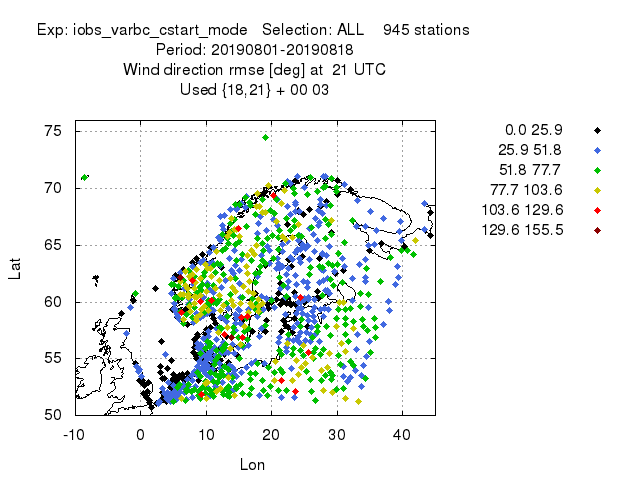 Exp: iobs_varbc_cstart_mode Selection: ALL 945 stations
Period: 20190801-20190818
Wind direction rmse [deg] at 21 UTC
Used {18,21} + 00 03
0.0 25.9
25.9 51.8
51.8 77.7
77.7 103.6
103.6 129.6
129.6 155.5
75
70
65
60
55
50
Lat
-10 0 10 20 30 40
Lon